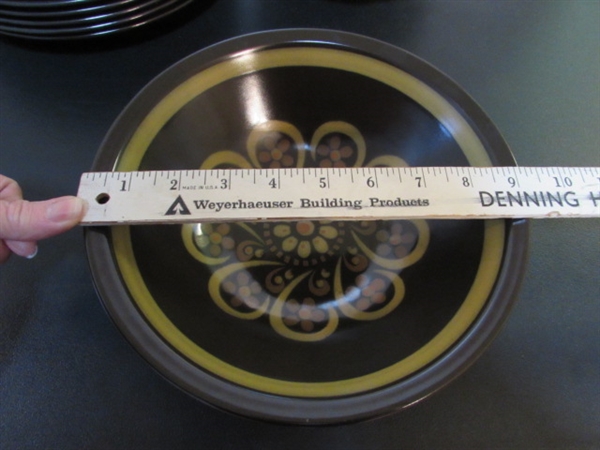 1 2 MADE IN U.S.A. 3 4 5 6 7 8 9 10
Weyerhaeuser Building Products DENNING H